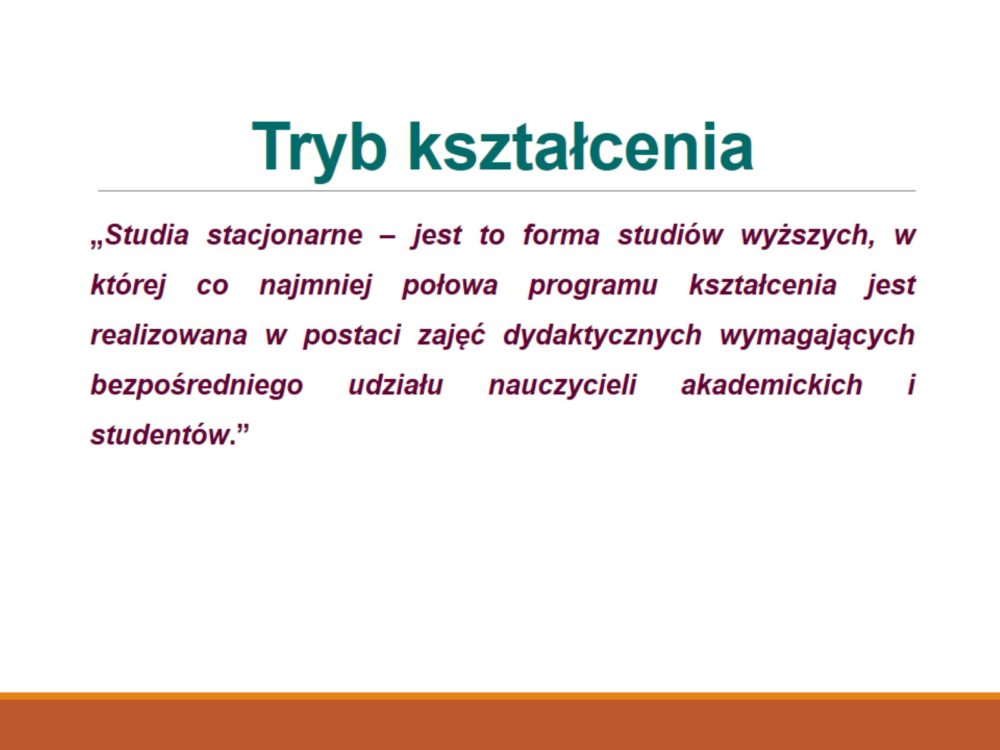 Tryb kształcenia
„Studia stacjonarne – jest to forma studiów wyższych, w
której co najmniej połowa programu kształcenia jest
realizowana w postaci zajęć dydaktycznych wymagających
bezpośredniego udziału nauczycieli akademickich i
studentów.”